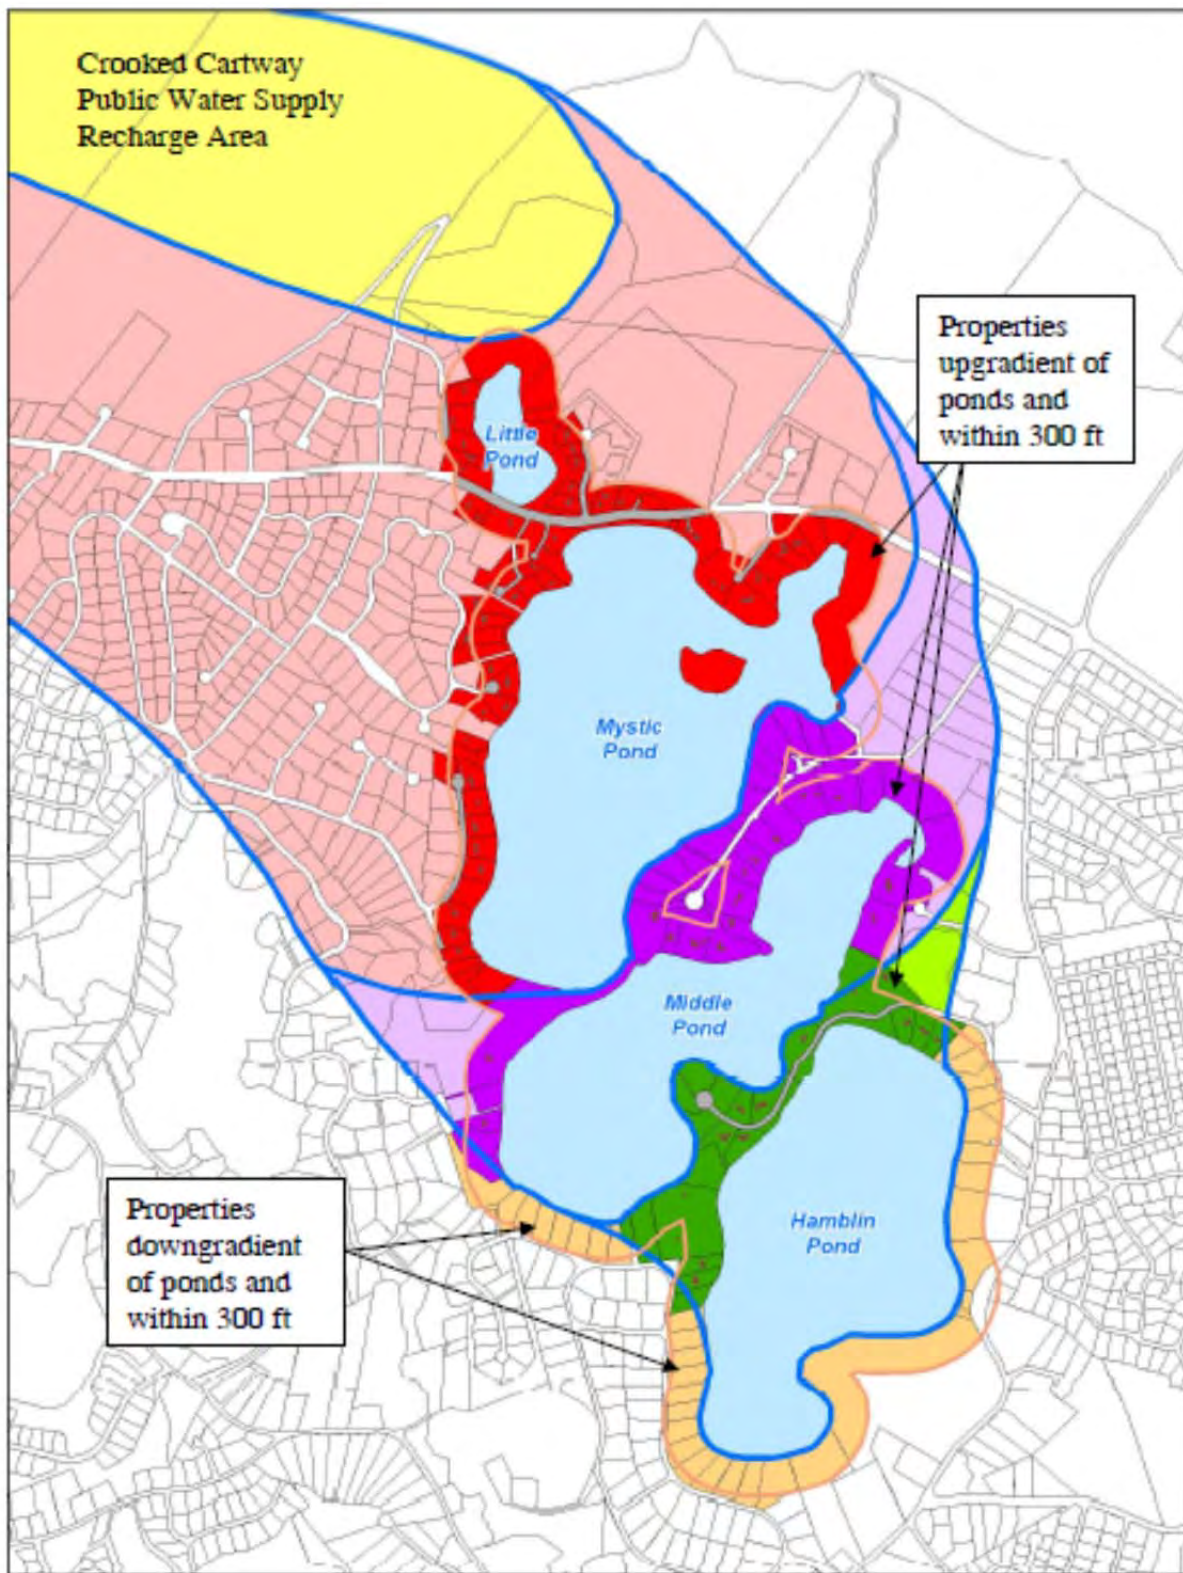 Crooked Cartway
Public Water Supply
Recharge Area
Properties
upgradient of
ponds and
within 300 ft
Little
Pond
Mystic
Pond
Middle
Pond
Hamblin
Pond
Properties
downgradient
of ponds and
within 300 ft